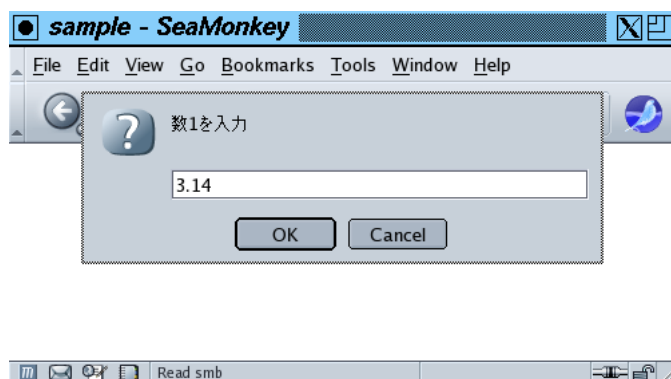 sample - SeaMonkey
File Edit View Go Bookmarks Tools Window Help
数1を入力
3.14
OK Cancel
Read smb